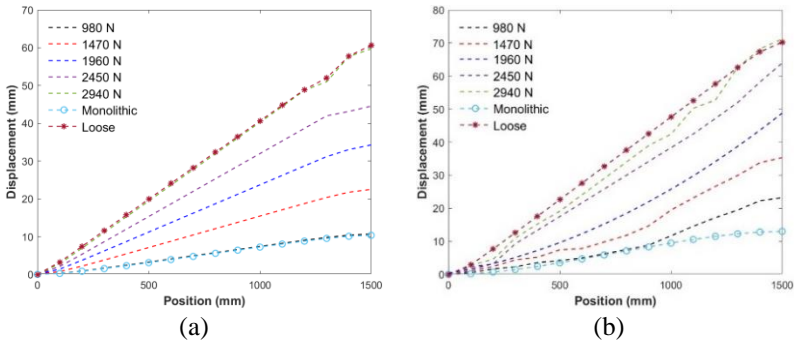 70
60
50
40
30
20
10
0
Displacement (mm)
980 N
1470 N
1960 N
2450 N
2940 N
Monolithic
Loose
0 500 1000 1500
Position (mm)
(a)
80
70
60
50
40
30
20
10
0
Displacement (mm)
980 N
1470 N
1960 N
2450 N
2940 N
Monolithic
Loose
0 500 1000 1500
Position (mm)
(b)